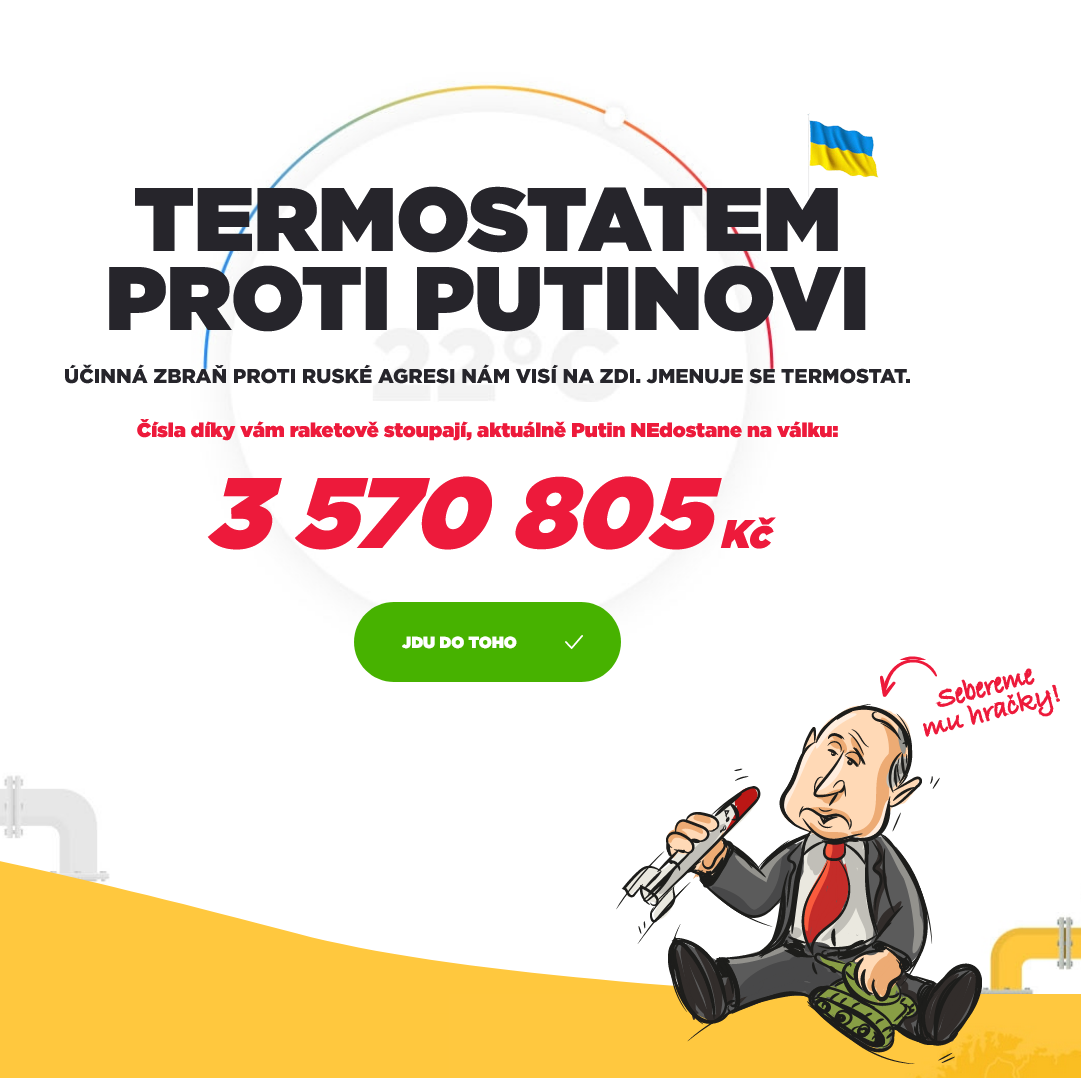 TERMOSTATEM
PROTI PUTINOVI
22°C
ÚČINNÁ ZBRAŇ PROTI RUSKÉ AGRESI NÁM VISÍ NA ZDI. JMENUJE SE TERMOSTAT.
Čísla díky vám raketově stoupají, aktuálně Putin NEdostane na válku:
3 570 805 Kč
JDU DO TOHO
Sebereme
mu hračky!